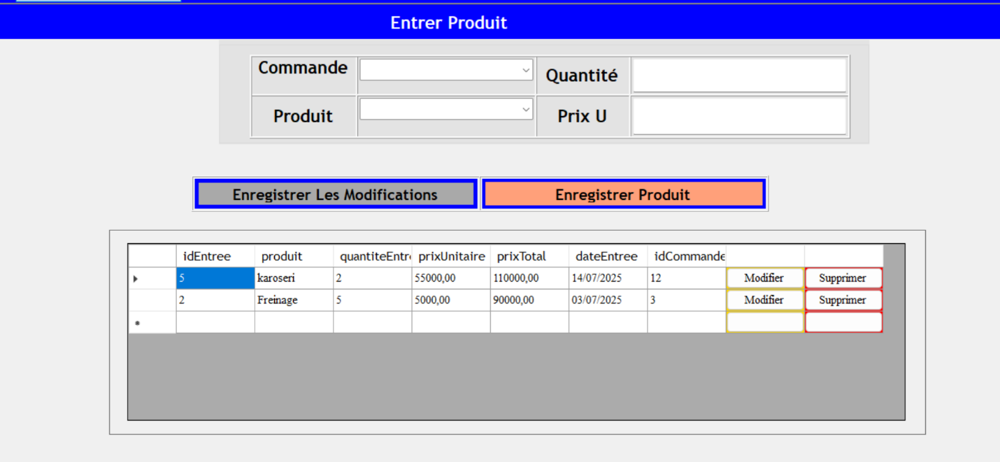 Entrer Produit
Commande Quantité
Produit Prix U
Enregistrer Les Modifications Enregistrer Produit
idEntree produit quantiteEntr prixUnitaire prixTotal dateEntree idCommande
5 karoseri 2 55000,00 110000,00 14/07/2025 12 Modifier Supprimer
2 Freinage 5 5000,00 90000,00 03/07/2025 3 Modifier Supprimer